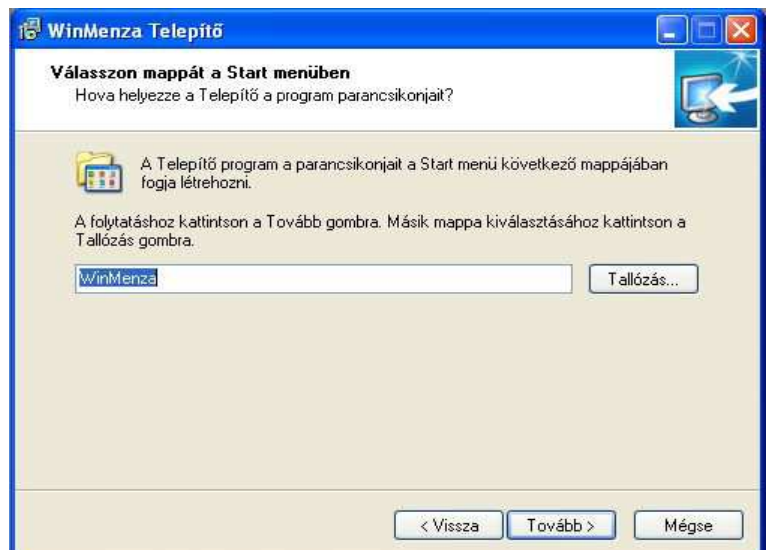 WinMenza Telepítő
Válasszon mappát a Start menüben
Hova helyezze a Telepítő a program parancsikonjait?
A Telepítő program a parancsikonjait a Start menü következő mappájában
fogja létrehozni.
A folytatáshoz kattintson a Tovább gombra. Másik mappa kiválasztásához kattintson a
Tallózás gombra.
WinMenza
Tallózás...
< Vissza
Tovább >
Mégse